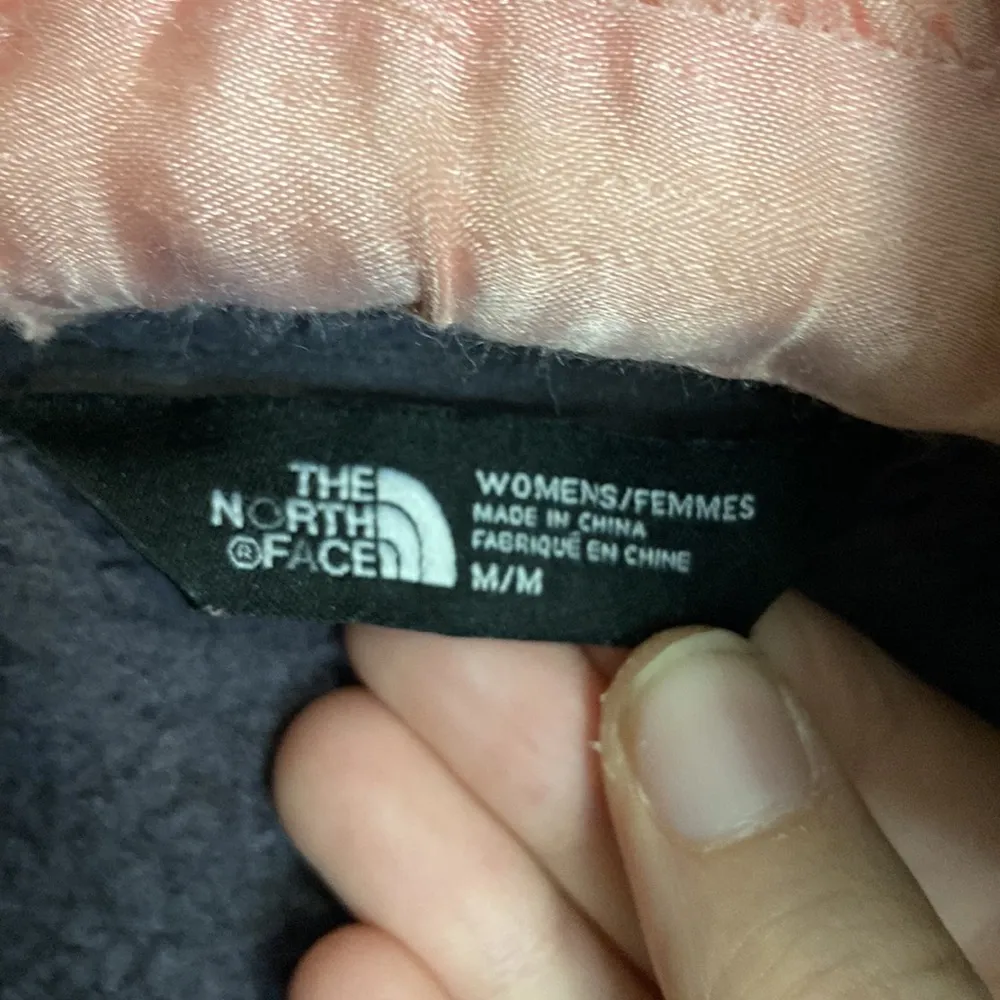 THE
NORTH
®FACE
WOMENS/FEMMES
MADE IN CHINA
FABRIQUÉ EN CHINE
M/M